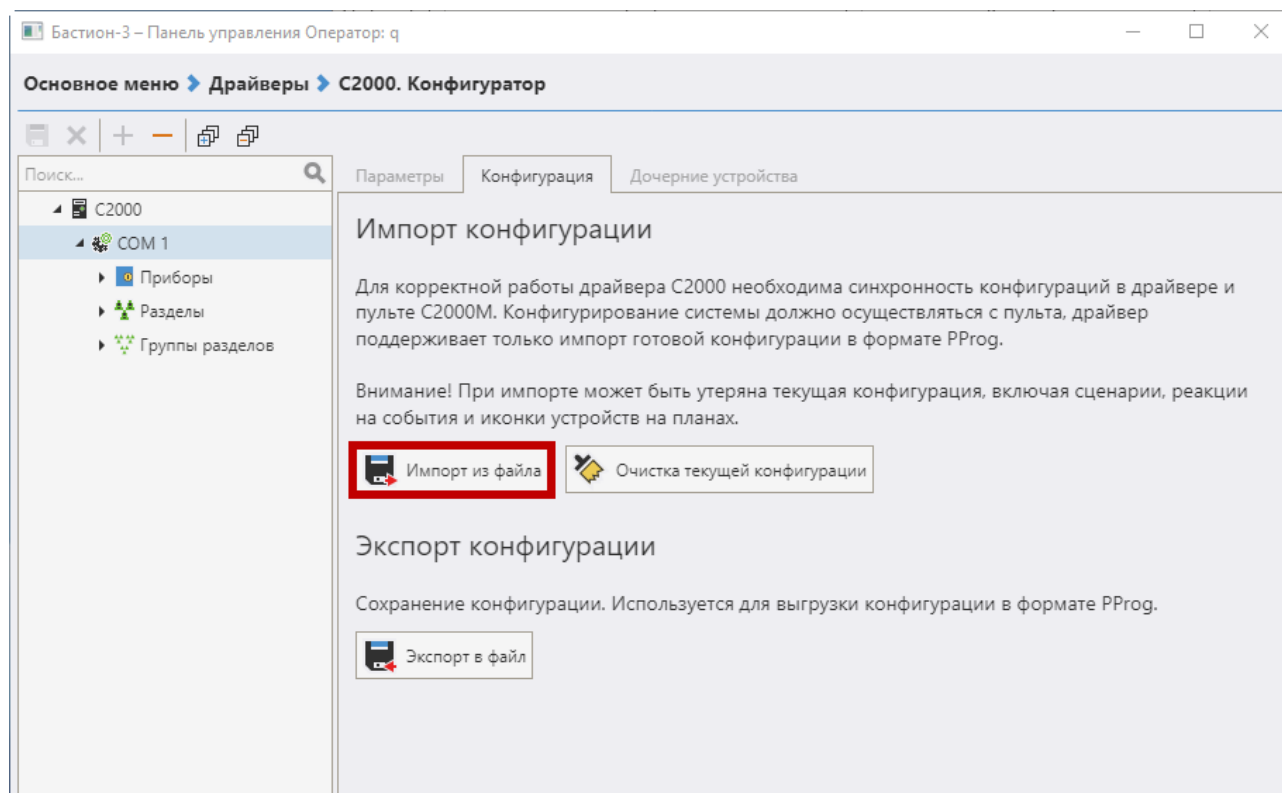 Бастион-3 – Панель управления Оператор: q
Основное меню Драйверы С2000. Конфигуратор
Поиск...
Параметры Конфигурация Дочерние устройства
С2000
COM 1
Приборы
Разделы
Группы разделов
Импорт конфигурации
Для корректной работы драйвера С2000 необходима синхронность конфигураций в драйвере и
пульте С2000М. Конфигурирование системы должно осуществляться с пульта, драйвер
поддерживает только импорт готовой конфигурации в формате PProg.
Внимание! При импорте может быть утеряна текущая конфигурация, включая сценарии, реакции
на события и иконки устройств на планах.
Импорт из файла Очистка текущей конфигурации
Экспорт конфигурации
Сохранение конфигурации. Используется для выгрузки конфигурации в формате PProg.
Экспорт в файл